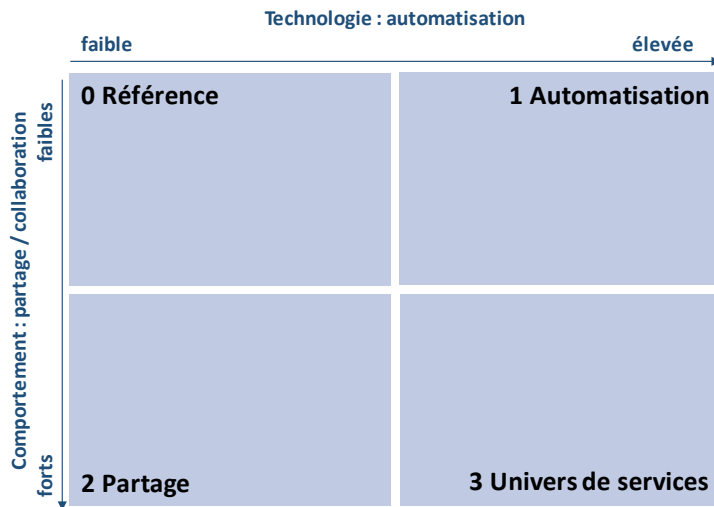 Technologie : automatisation
faible
élevée
Comportement : partage / collaboration
faibles
forts
0 Référence
1 Automatisation
2 Partage
3 Univers de services